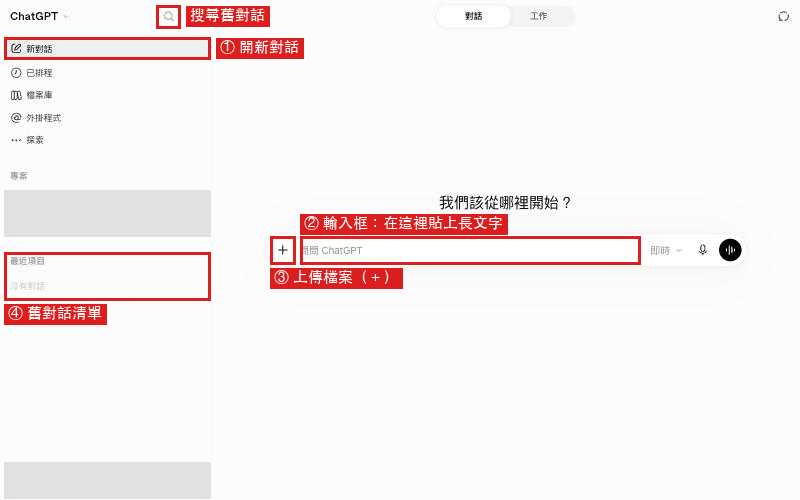 ChatGPT
搜尋舊對話
對話
工作
新對話
① 開新對話
已排程
檔案庫
外掛程式
探索
專案
我們該從哪裡開始？
② 輸入框：在這裡貼上長文字
問問 ChatGPT
即時
③ 上傳檔案（＋）
最近項目
沒有對話
④ 舊對話清單